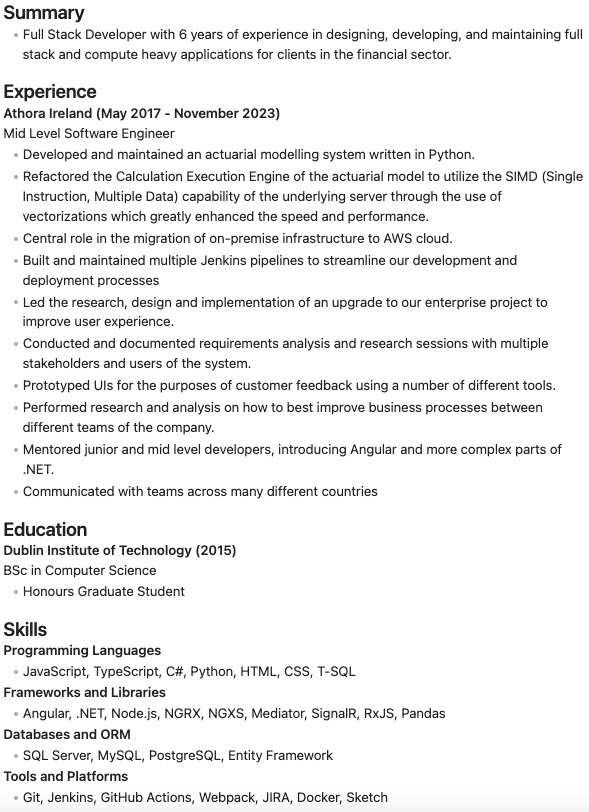 Summary
Full Stack Developer with 6 years of experience in designing, developing, and maintaining full
stack and compute heavy applications for clients in the financial sector.
Experience
Athora Ireland (May 2017 - November 2023)
Mid Level Software Engineer
Developed and maintained an actuarial modelling system written in Python.
Refactored the Calculation Execution Engine of the actuarial model to utilize the SIMD (Single
Instruction, Multiple Data) capability of the underlying server through the use of
vectorizations which greatly enhanced the speed and performance.
Central role in the migration of on-premise infrastructure to AWS cloud.
Built and maintained multiple Jenkins pipelines to streamline our development and
deployment processes
Led the research, design and implementation of an upgrade to our enterprise project to
improve user experience.
Conducted and documented requirements analysis and research sessions with multiple
stakeholders and users of the system.
Prototyped UIs for the purposes of customer feedback using a number of different tools.
Performed research and analysis on how to best improve business processes between
different teams of the company.
Mentored junior and mid level developers, introducing Angular and more complex parts of
.NET.
Communicated with teams across many different countries
Education
Dublin Institute of Technology (2015)
BSc in Computer Science
Honours Graduate Student
Skills
Programming Languages
JavaScript, TypeScript, C#, Python, HTML, CSS, T-SQL
Frameworks and Libraries
Angular, .NET, Node.js, NGRX, NGXS, Mediator, SignalR, RxJS, Pandas
Databases and ORM
SQL Server, MySQL, PostgreSQL, Entity Framework
Tools and Platforms
Git, Jenkins, GitHub Actions, Webpack, JIRA, Docker, Sketch